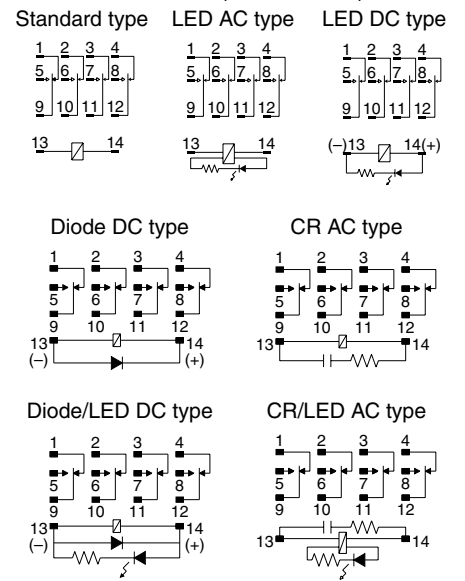 Standard type LED AC type LED DC type
1 2 3 4 1 2 3 4 1 2 3 4
5 6 7 8 5 6 7 8 5 6 7 8
9 10 11 12 9 10 11 12 9 10 11 12
13 14 13 14 (–)13 14(+)
Diode DC type CR AC type
1 2 3 4 1 2 3 4
5 6 7 8 5 6 7 8
9 10 11 12 9 10 11 12
13 14 13 14
(–) (+)
Diode/LED DC type CR/LED AC type
1 2 3 4 1 2 3 4
5 6 7 8 5 6 7 8
9 10 11 12 9 10 11 12
13 14 13 14
(–) (+)